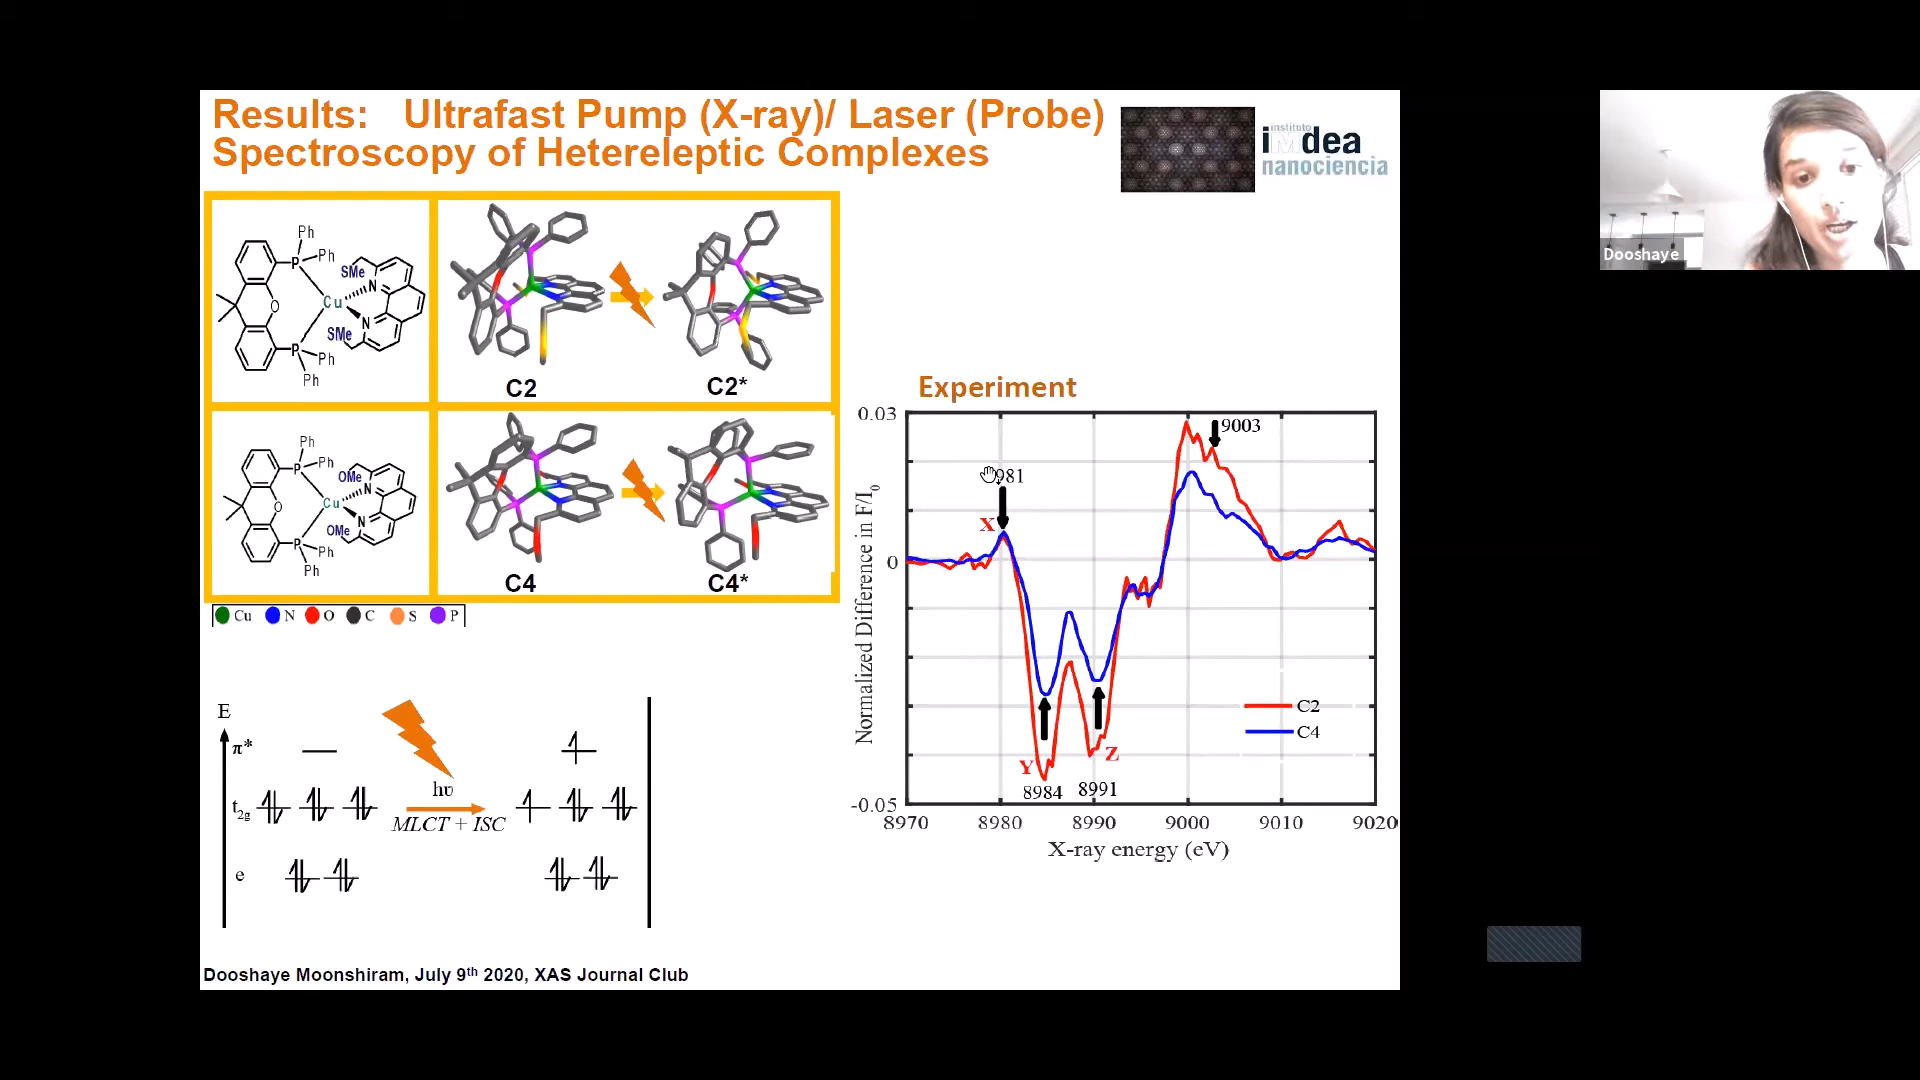 Results: Ultrafast Pump (X-ray)/ Laser (Probe)
Spectroscopy of Hetereleptic Complexes
instituto
iMdea
nanociencia
Dooshaye
Ph
P
Ph
SMe
N
O
Cu
N
SMe
P
Ph
Ph
C2
C2*
Ph
P
Ph
OMe
N
O
Cu
N
OMe
P
Ph
Ph
C4
C4*
Cu N O C S P
E
π*
t2g
e
hυ
MLCT + ISC
Experiment
0.03
0
-0.05
Normalized Difference in F/I0
981
X
9003
Y
8984
Z
8991
C2
C4
8970 8980 8990 9000 9010 9020
X-ray energy (eV)
Dooshaye Moonshiram, July 9th 2020, XAS Journal Club